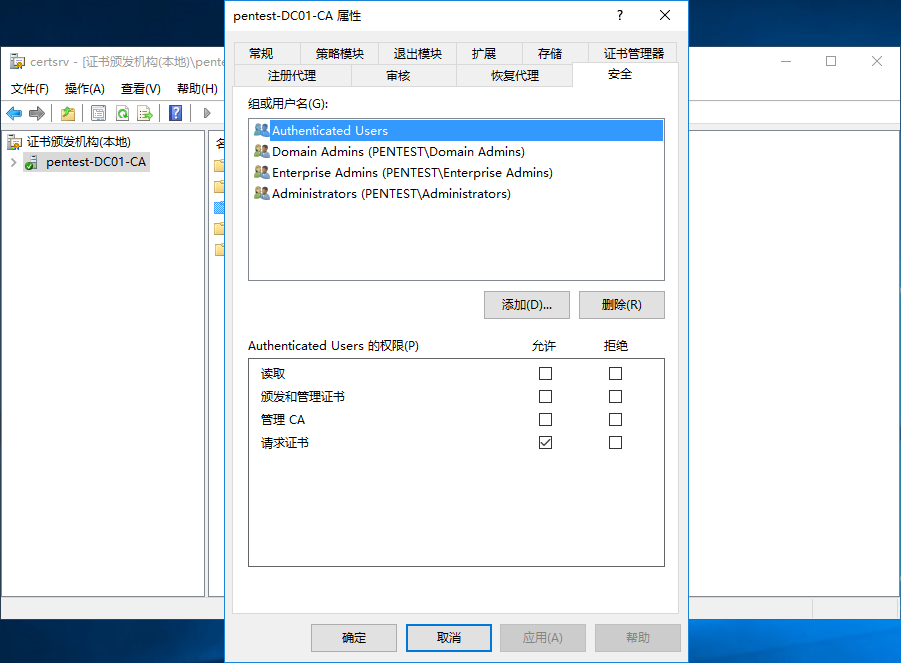 pentest-DC01-CA 属性
?
certsrv - [证书颁发机构(本地)\pente
文件(F) 操作(A) 查看(V) 帮助(H)
常规 策略模块 退出模块 扩展 存储 证书管理器
注册代理 审核 恢复代理 安全
证书颁发机构(本地)
pentest-DC01-CA
组或用户名(G):
Authenticated Users
Domain Admins (PENTEST\Domain Admins)
Enterprise Admins (PENTEST\Enterprise Admins)
Administrators (PENTEST\Administrators)
添加(D)... 删除(R)
Authenticated Users 的权限(P) 允许 拒绝
读取
颁发和管理证书
管理 CA
请求证书
确定 取消 应用(A) 帮助